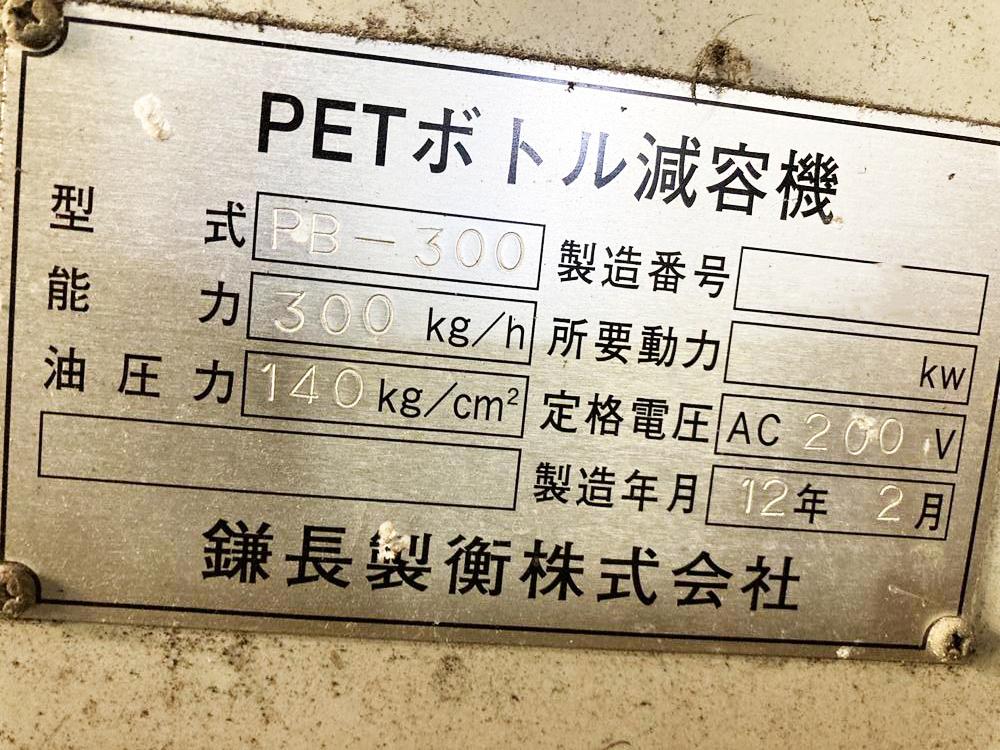 PETボトル減容機
型式 PB-300 製造番号
能力 300 kg/h 所要動力 kw
油圧力 140 kg/cm² 定格電圧 AC 200 V
製造年月 12年 2月
鎌長製衡株式会社